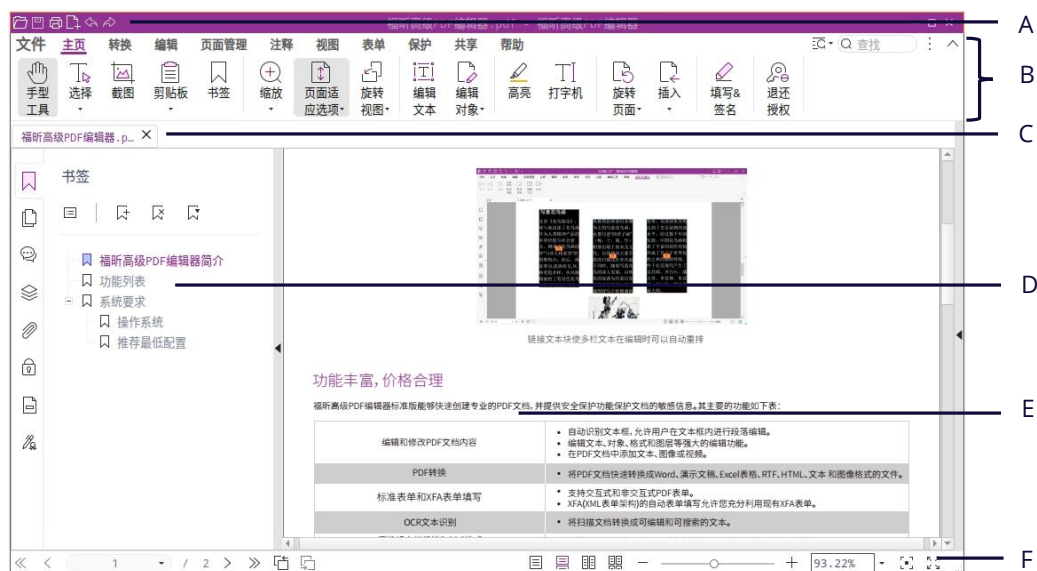 福昕高级PDF编辑器.pdf - 福昕高级PDF编辑器
A
文件 主页 转换 编辑 页面管理 注释 视图 表单 保护 共享 帮助
查找
B
手型工具 选择 截图 剪贴板 书签 缩放 页面适应选项 旋转视图 编辑文本 编辑对象 高亮 打字机 旋转页面 插入 填写&签名 退还授权
福昕高级PDF编辑器.p…
C
书签
福昕高级PDF编辑器简介
功能列表
系统要求
操作系统
推荐最低配置
D
链接文本块使多栏文本在编辑时可以自动重排
功能丰富,价格合理
福昕高级PDF编辑器标准版能够快速创建专业的PDF文档,并提供安全保护功能保护文档的敏感信息。其主要的功能如下表:
E
编辑和修改PDF文档内容
• 自动识别文本框,允许用户在文本框内进行段落编辑。
• 编辑文本、对象、格式和图层等强大的编辑功能。
• 在PDF文档中添加文本、图像或视频。
PDF转换
• 将PDF文档快速转换成Word、演示文稿、Excel表格、RTF、HTML、文本和图像格式的文件。
标准表单和XFA表单填写
• 支持交互式和非交互式PDF表单。
• XFA(XML表单架构)的自动表单填写允许您充分利用现有XFA表单。
OCR文本识别
• 将扫描文档转换成可编辑和可搜索的文本。
1 / 2
93.22%
F